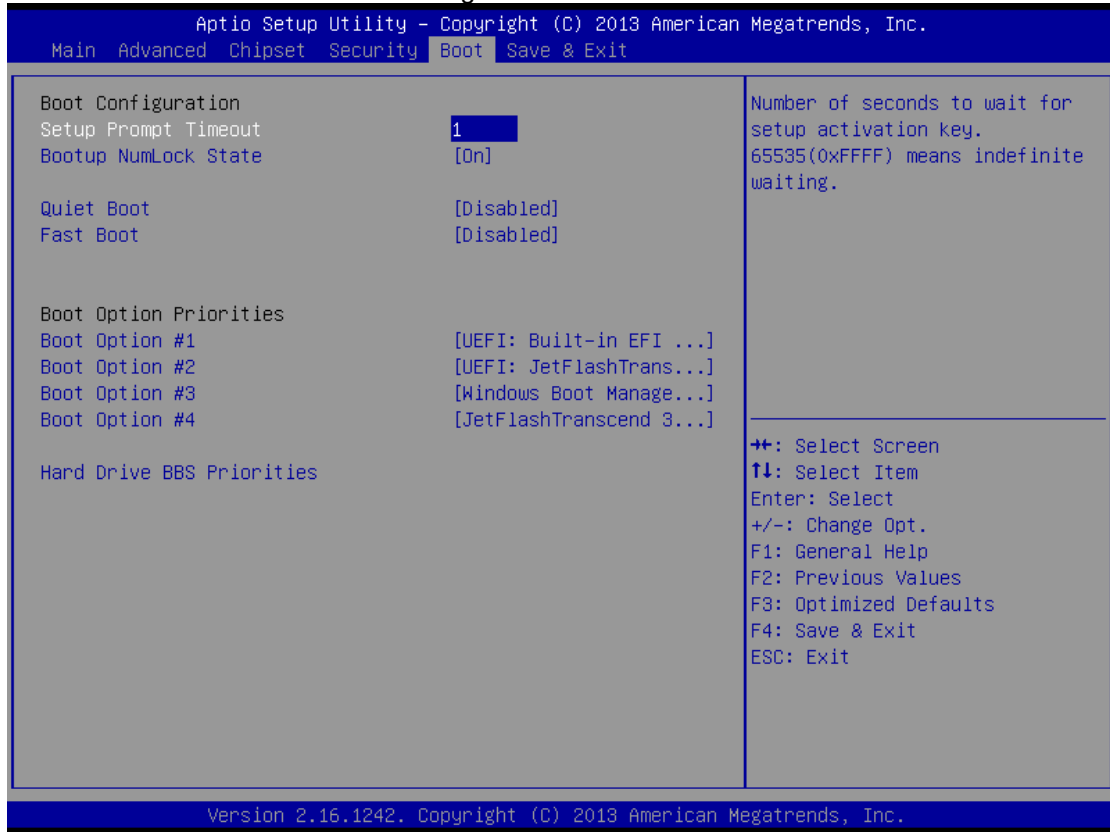 Aptio Setup Utility – Copyright (C) 2013 American Megatrends, Inc.
Main Advanced Chipset Security Boot Save & Exit
Boot Configuration
Setup Prompt Timeout 1
Bootup NumLock State [On]
Quiet Boot [Disabled]
Fast Boot [Disabled]
Boot Option Priorities
Boot Option #1 [UEFI: Built-in EFI ...]
Boot Option #2 [UEFI: JetFlashTrans...]
Boot Option #3 [Windows Boot Manage...]
Boot Option #4 [JetFlashTranscend 3...]
Hard Drive BBS Priorities
Number of seconds to wait for
setup activation key.
65535(0xFFFF) means indefinite
waiting.
→←: Select Screen
↑↓: Select Item
Enter: Select
+/-: Change Opt.
F1: General Help
F2: Previous Values
F3: Optimized Defaults
F4: Save & Exit
ESC: Exit
Version 2.16.1242. Copyright (C) 2013 American Megatrends, Inc.